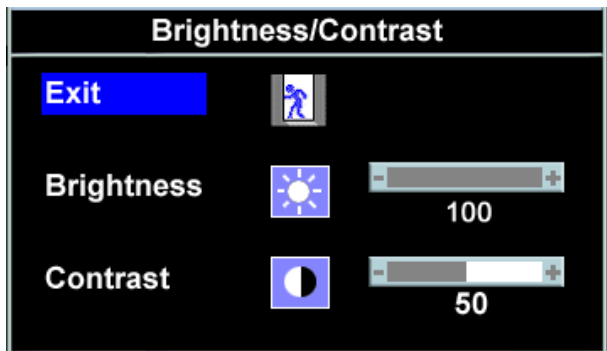 Brightness/Contrast
Exit
Brightness
- +
100
Contrast
- +
50